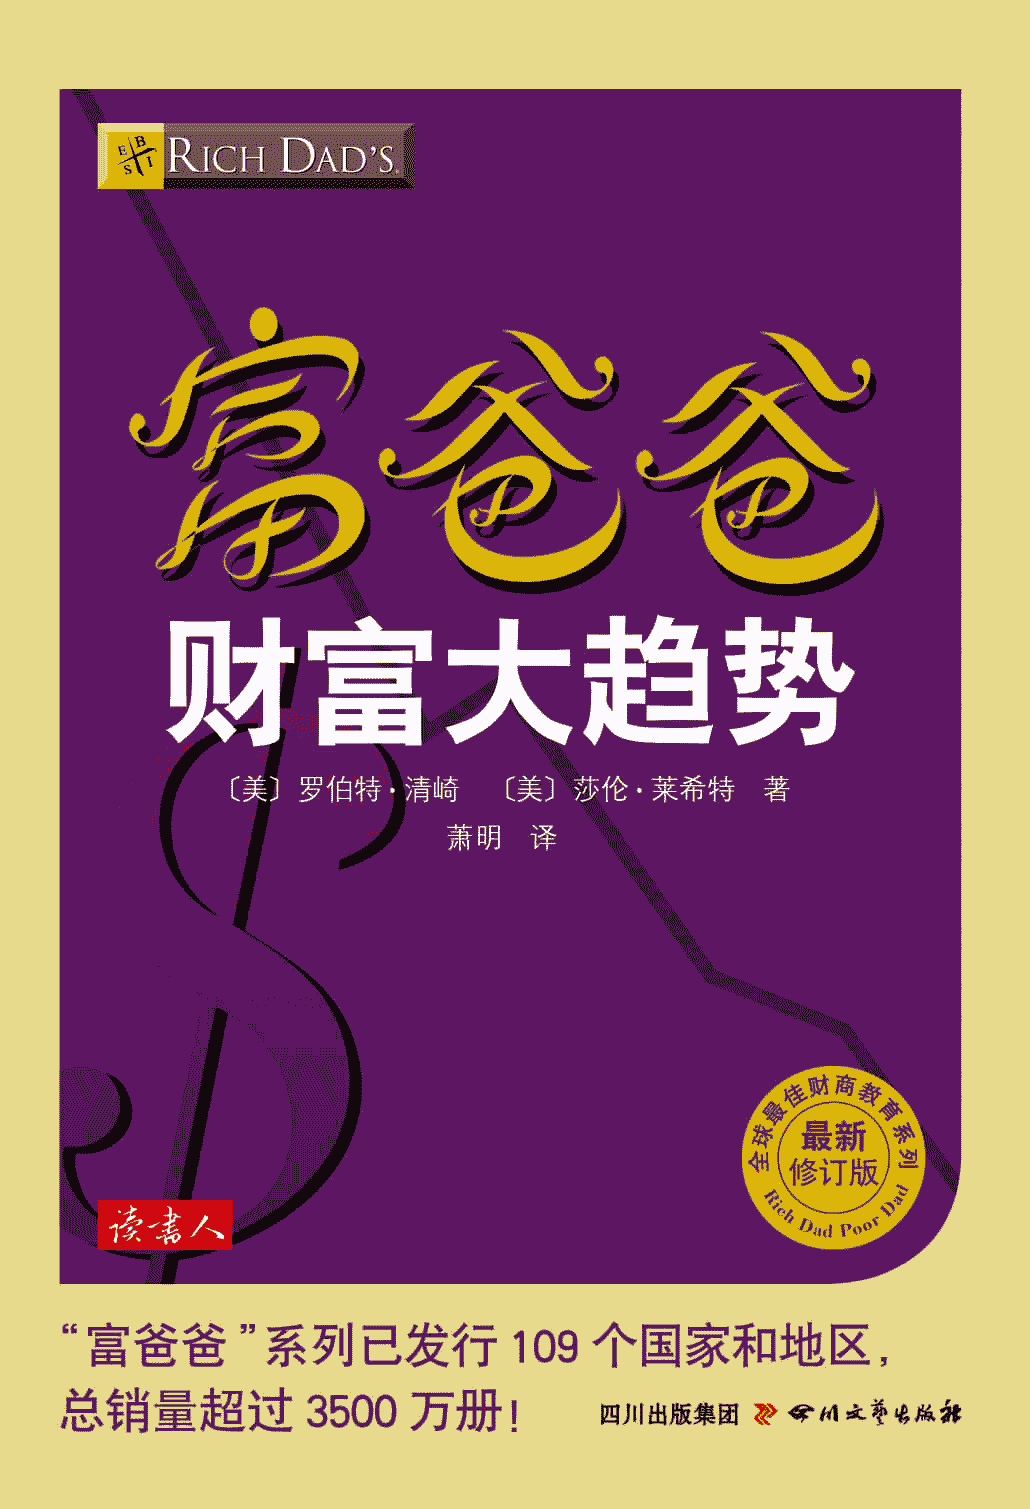 E B S I RICH DAD'S
富爸爸
财富大趋势
〔美〕罗伯特·清崎 〔美〕莎伦·莱希特 著
萧明 译
全球最佳财商教育系列
最新
修订版
Rich Dad Poor Dad
读书人
“富爸爸”系列已发行109个国家和地区,
总销量超过3500万册!
四川出版集团 四川文艺出版社